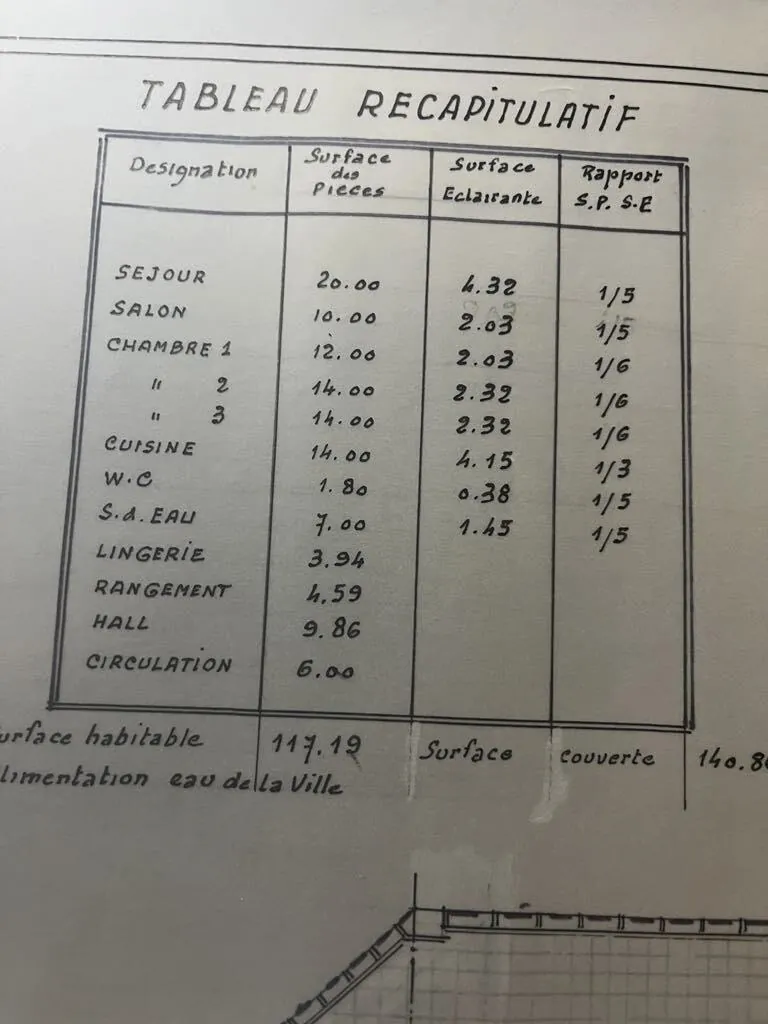 TABLEAU RECAPITULATIF
Designation Surface des Pieces Surface Eclairante Rapport S.P. S.E
SEJOUR 20.00 4.32 1/5
SALON 10.00 2.03 1/5
CHAMBRE 1 12.00 2.03 1/6
" 2 14.00 2.32 1/6
" 3 14.00 2.32 1/6
CUISINE 14.00 4.15 1/3
W.C 1.80 0.38 1/5
S.d.EAU 7.00 1.45 1/5
LINGERIE 3.94
RANGEMENT 4.59
HALL 9.86
CIRCULATION 6.00
urface habitable 117.19 Surface couverte 140.8
limentation eau de la Ville